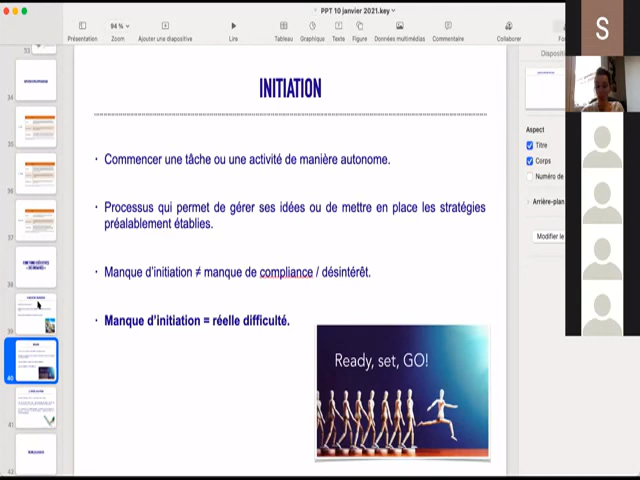 PPT 10 janvier 2021.key
94 %
Présentation
Zoom
Ajouter une diapositive
Lire
Tableau
Graphique
Texte
Figure
Données multimédias
Commentaire
Collaborer
S
INITIATION
Commencer une tâche ou une activité de manière autonome.
Processus qui permet de gérer ses idées ou de mettre en place les stratégies
préalablement établies.
Manque d'initiation ≠ manque de compliance / désintérêt.
Manque d'initiation = réelle difficulté.
Ready, set, GO!
Aspect
Titre
Corps
Numéro de
Arrière-plan
Modifier le
34
35
36
37
38
39
40
41
42